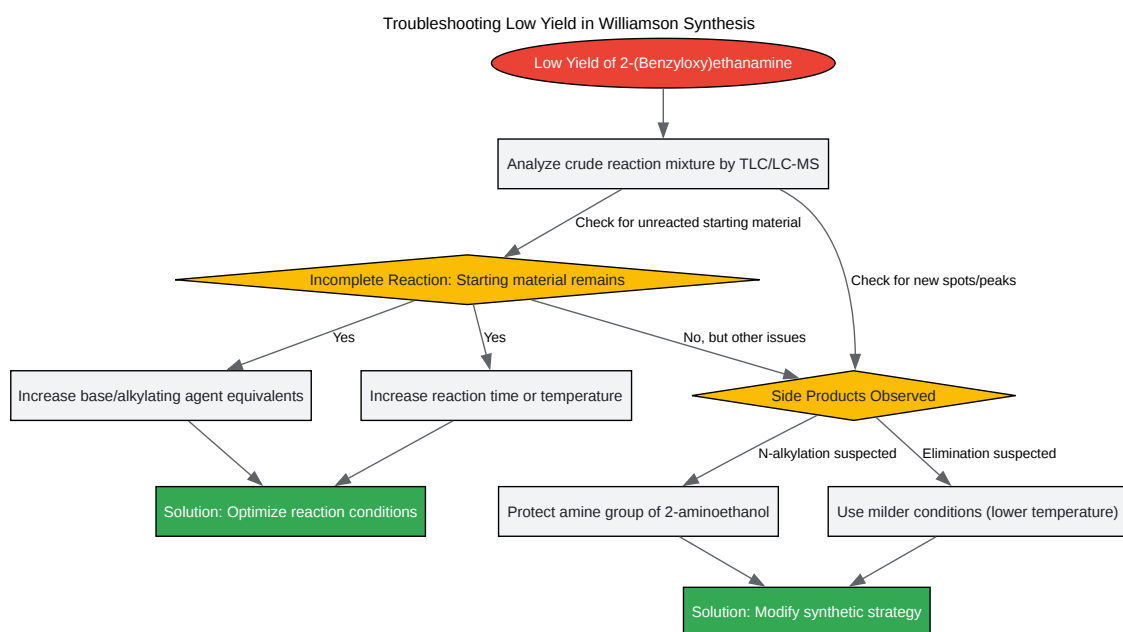 Troubleshooting Low Yield in Williamson Synthesis
Low Yield of 2-(Benzyloxy)ethanamine
Analyze crude reaction mixture by TLC/LC-MS
Check for unreacted starting material
Incomplete Reaction: Starting material remains
Check for new spots/peaks
Yes
Yes
No, but other issues
Increase base/alkylating agent equivalents
Increase reaction time or temperature
Side Products Observed
N-alkylation suspected
Elimination suspected
Solution: Optimize reaction conditions
Protect amine group of 2-aminoethanol
Use milder conditions (lower temperature)
Solution: Modify synthetic strategy